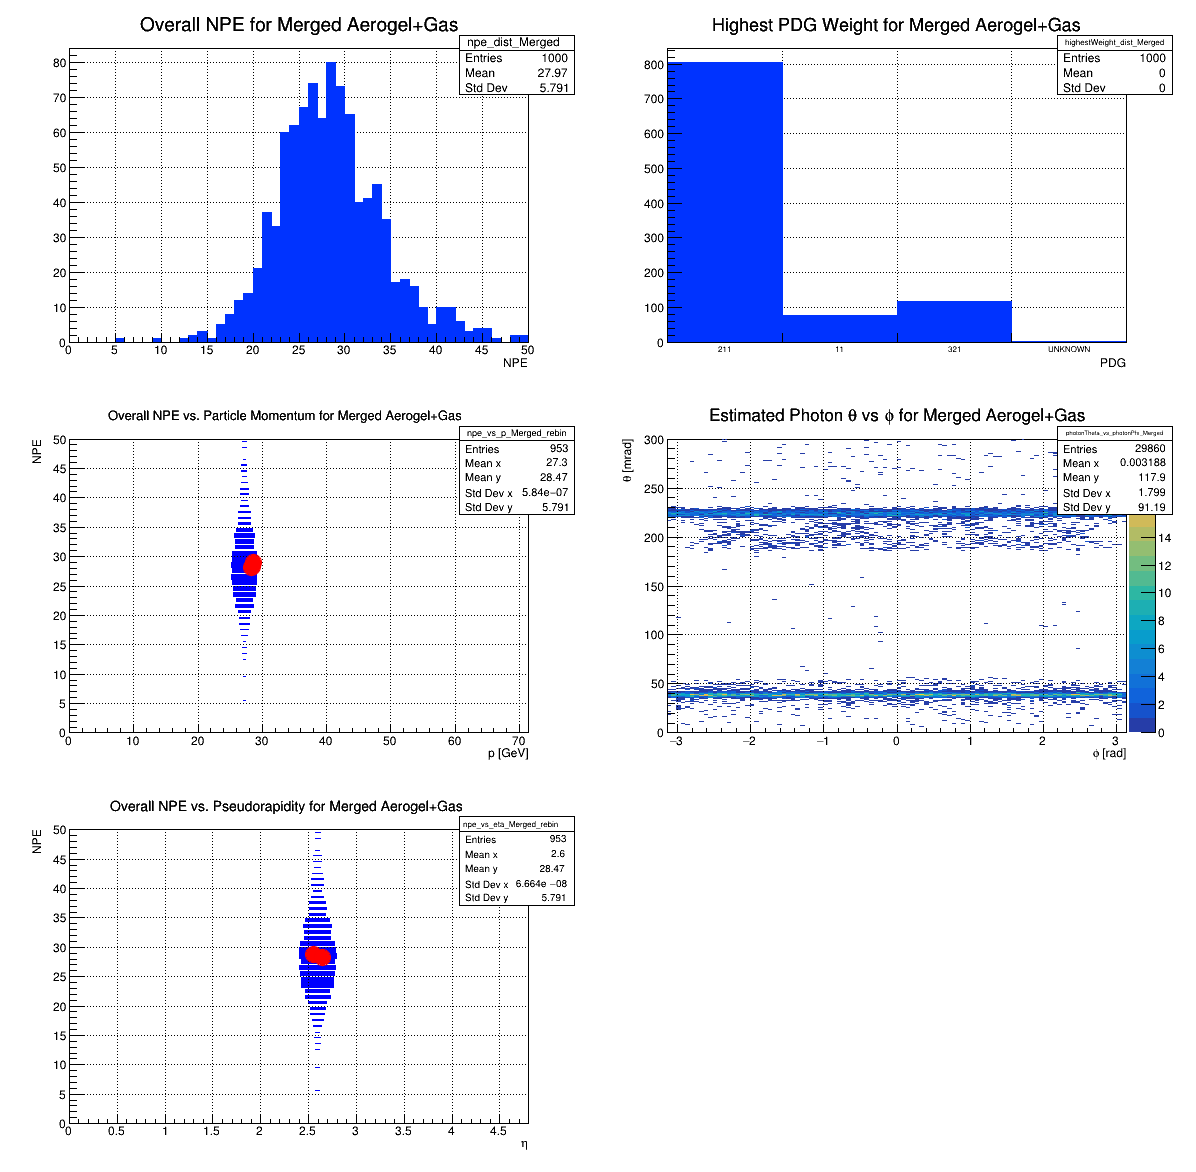 Overall NPE for Merged Aerogel+Gas
npe_dist_Merged
Entries 1000
Mean 27.97
Std Dev 5.791
80
70
60
50
40
30
20
10
0
0 5 10 15 20 25 30 35 40 45 50
NPE
Highest PDG Weight for Merged Aerogel+Gas
highestWeight_dist_Merged
Entries 1000
Mean 0
Std Dev 0
800
700
600
500
400
300
200
100
0
211 11 321 UNKNOWN
PDG
Overall NPE vs. Particle Momentum for Merged Aerogel+Gas
npe_vs_p_Merged_rebin
Entries 953
Mean x 27.3
Mean y 28.47
Std Dev x 5.84e−07
Std Dev y 5.791
NPE
50
45
40
35
30
25
20
15
10
5
0
0 10 20 30 40 50 60 70
p [GeV]
Estimated Photon θ vs ϕ for Merged Aerogel+Gas
photonTheta_vs_photonPhi_Merged
Entries 29860
Mean x 0.003188
Mean y 117.9
Std Dev x 1.799
Std Dev y 91.19
θ [mrad]
300
250
200
150
100
50
0
−3 −2 −1 0 1 2 3
ϕ [rad]
14
12
10
8
6
4
2
0
Overall NPE vs. Pseudorapidity for Merged Aerogel+Gas
npe_vs_eta_Merged_rebin
Entries 953
Mean x 2.6
Mean y 28.47
Std Dev x 6.664e −08
Std Dev y 5.791
NPE
50
45
40
35
30
25
20
15
10
5
0
0 0.5 1 1.5 2 2.5 3 3.5 4 4.5
η